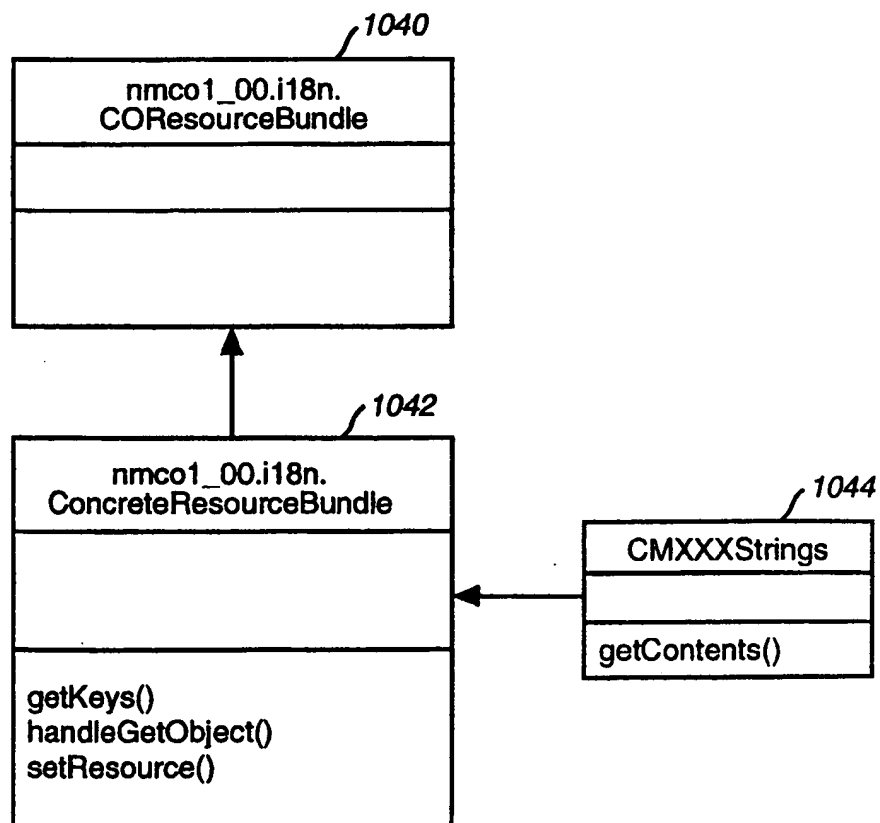 1040
nmco1_00.i18n.
COResourceBundle
1042
nmco1_00.i18n.
ConcreteResourceBundle
getKeys()
handleGetObject()
setResource()
1044
CMXXXStrings
getContents()